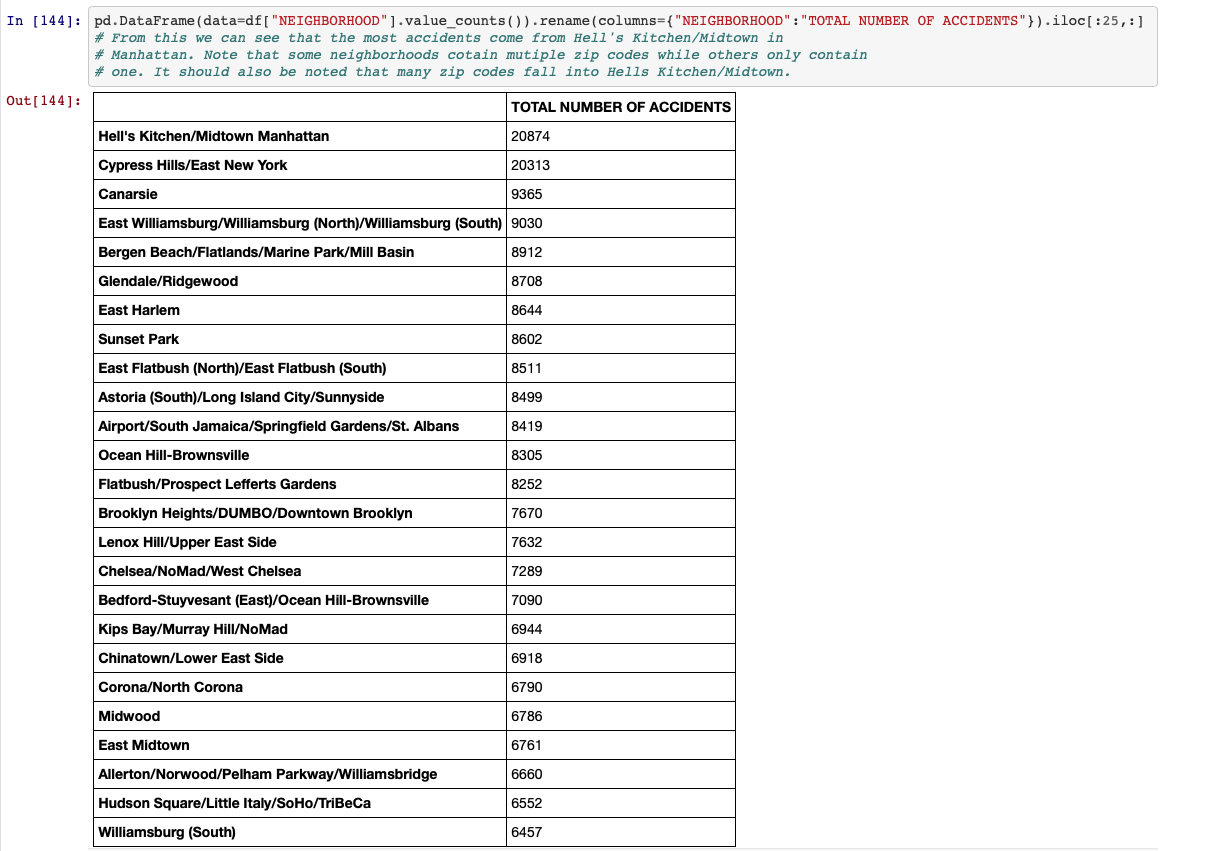 In [144]: pd.DataFrame(data=df["NEIGHBORHOOD"].value_counts()).rename(columns={"NEIGHBORHOOD":"TOTAL NUMBER OF ACCIDENTS"}).iloc[:25,:]
# From this we can see that the most accidents come from Hell's Kitchen/Midtown in
# Manhattan. Note that some neighborhoods cotain mutiple zip codes while others only contain
# one. It should also be noted that many zip codes fall into Hells Kitchen/Midtown.
Out[144]:
TOTAL NUMBER OF ACCIDENTS
Hell's Kitchen/Midtown Manhattan 20874
Cypress Hills/East New York 20313
Canarsie 9365
East Williamsburg/Williamsburg (North)/Williamsburg (South) 9030
Bergen Beach/Flatlands/Marine Park/Mill Basin 8912
Glendale/Ridgewood 8708
East Harlem 8644
Sunset Park 8602
East Flatbush (North)/East Flatbush (South) 8511
Astoria (South)/Long Island City/Sunnyside 8499
Airport/South Jamaica/Springfield Gardens/St. Albans 8419
Ocean Hill-Brownsville 8305
Flatbush/Prospect Lefferts Gardens 8252
Brooklyn Heights/DUMBO/Downtown Brooklyn 7670
Lenox Hill/Upper East Side 7632
Chelsea/NoMad/West Chelsea 7289
Bedford-Stuyvesant (East)/Ocean Hill-Brownsville 7090
Kips Bay/Murray Hill/NoMad 6944
Chinatown/Lower East Side 6918
Corona/North Corona 6790
Midwood 6786
East Midtown 6761
Allerton/Norwood/Pelham Parkway/Williamsbridge 6660
Hudson Square/Little Italy/SoHo/TriBeCa 6552
Williamsburg (South) 6457